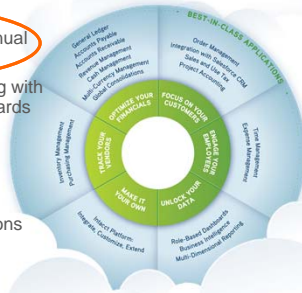 nual
g with
ards
ons
BEST-IN-CLASS APPLICATIONS
General Ledger
Accounts Payable
Accounts Receivable
Revenue Management
Cash Management
Multi-Currency Management
Global Consolidations
Order Management
Integration with Salesforce CRM
Sales and Use Tax
Project Accounting
Time Management
Expense Management
Role-Based Dashboards
Business Intelligence
Multi-Dimensional Reporting
Intacct Platform:
Integrate, Customize, Extend
Inventory Management
Purchasing Management
OPTIMIZE YOUR
FINANCIALS
FOCUS ON YOUR
CUSTOMERS
ENGAGE YOUR
EMPLOYEES
UNLOCK YOUR
DATA
MAKE IT
YOUR OWN
TRACK YOUR
VENDORS